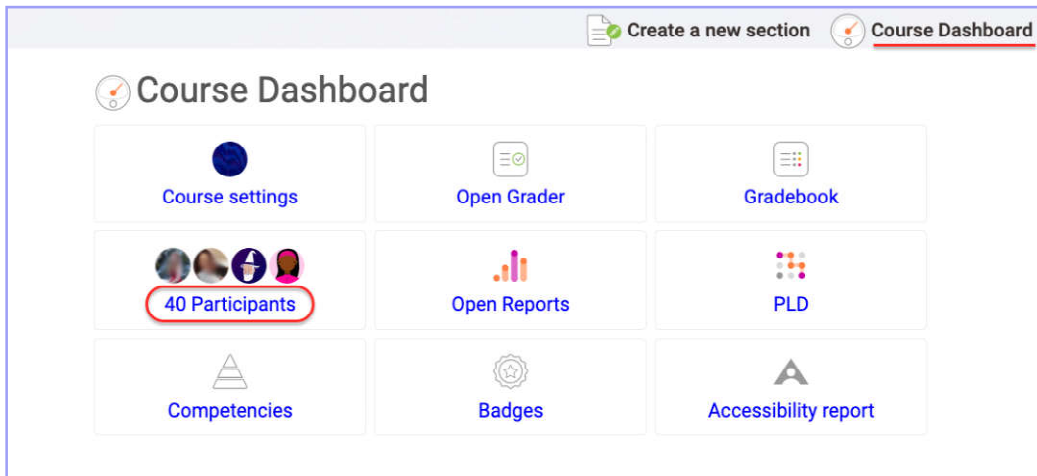 Create a new section
Course Dashboard
Course Dashboard
Course settings
Open Grader
Gradebook
40 Participants
Open Reports
PLD
Competencies
Badges
Accessibility report